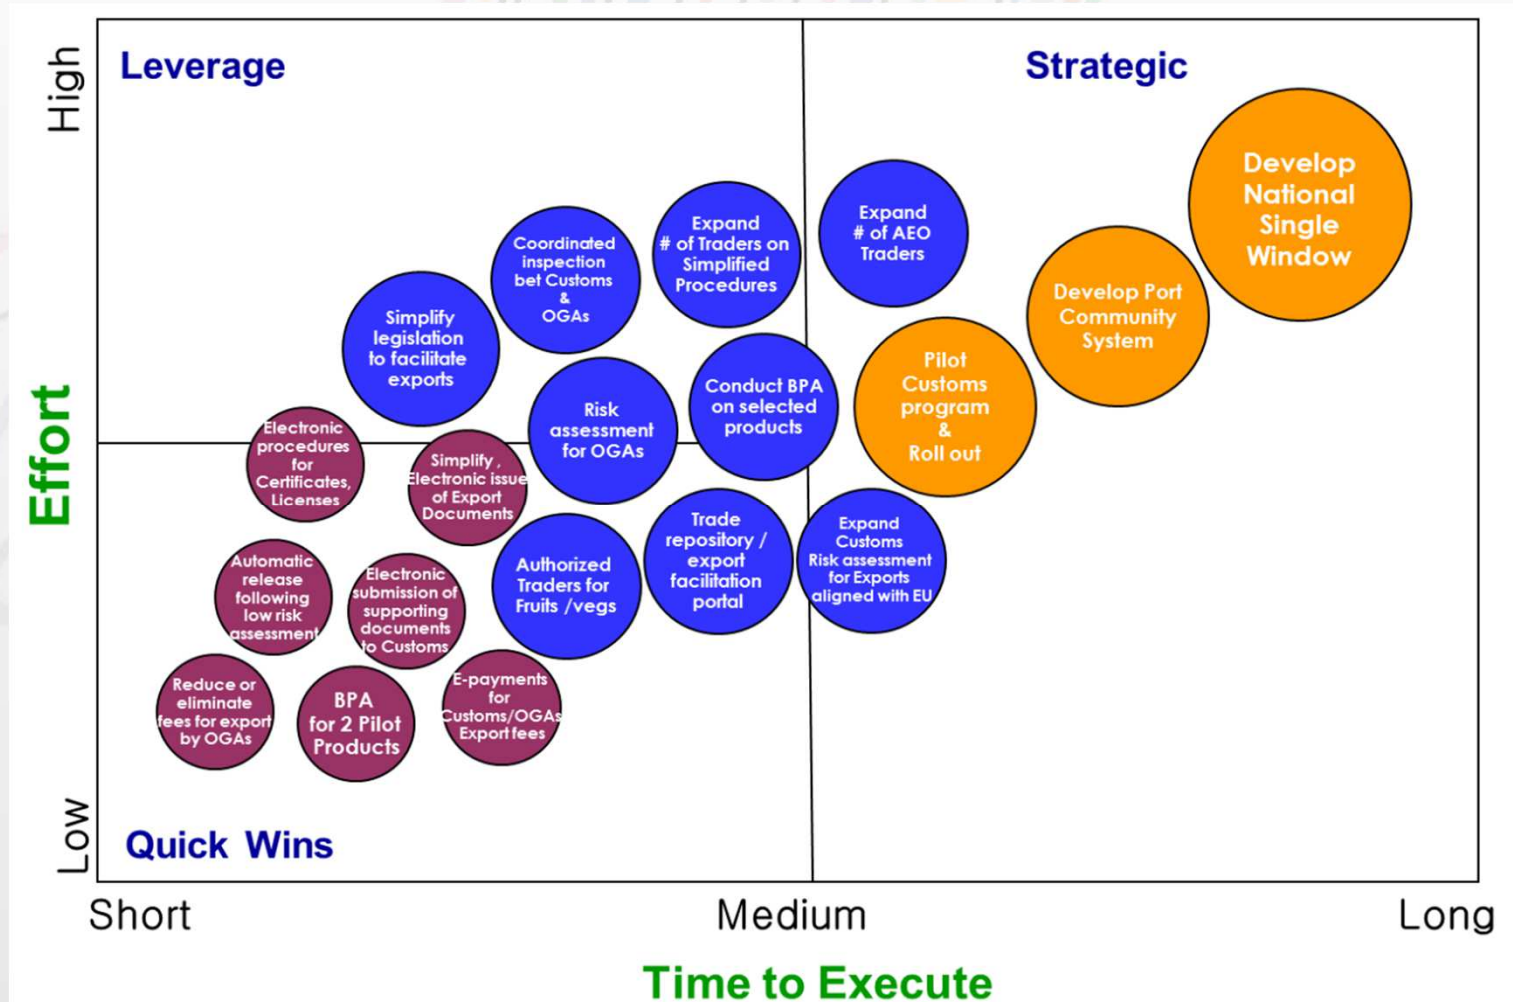 High
Leverage
Strategic
Develop
National
Single
Window
Expand
# of AEO
Traders
Expand
# of Traders on
Simplified
Procedures
Coordinated
inspection
bet Customs
&
OGAs
Develop Port
Community
System
Simplify
legislation
to facilitate
exports
Pilot
Customs
program
&
Roll out
Conduct BPA
on selected
products
Risk
assessment
for OGAs
Effort
Electronic
procedures
for
Certificates,
Licenses
Simplify ,
Electronic issue
of Export
Documents
Trade
repository /
export
facilitation
portal
Expand
Customs
Risk assessment
for Exports
aligned with EU
Authorized
Traders for
Fruits /vegs
Automatic
release
following
low risk
assessment
Electronic
submission of
supporting
documents
to Customs
Reduce or
eliminate
fees for export
by OGAs
BPA
for 2 Pilot
Products
E-payments
for
Customs/OGAs
Export fees
Low
Quick Wins
Short
Medium
Long
Time to Execute